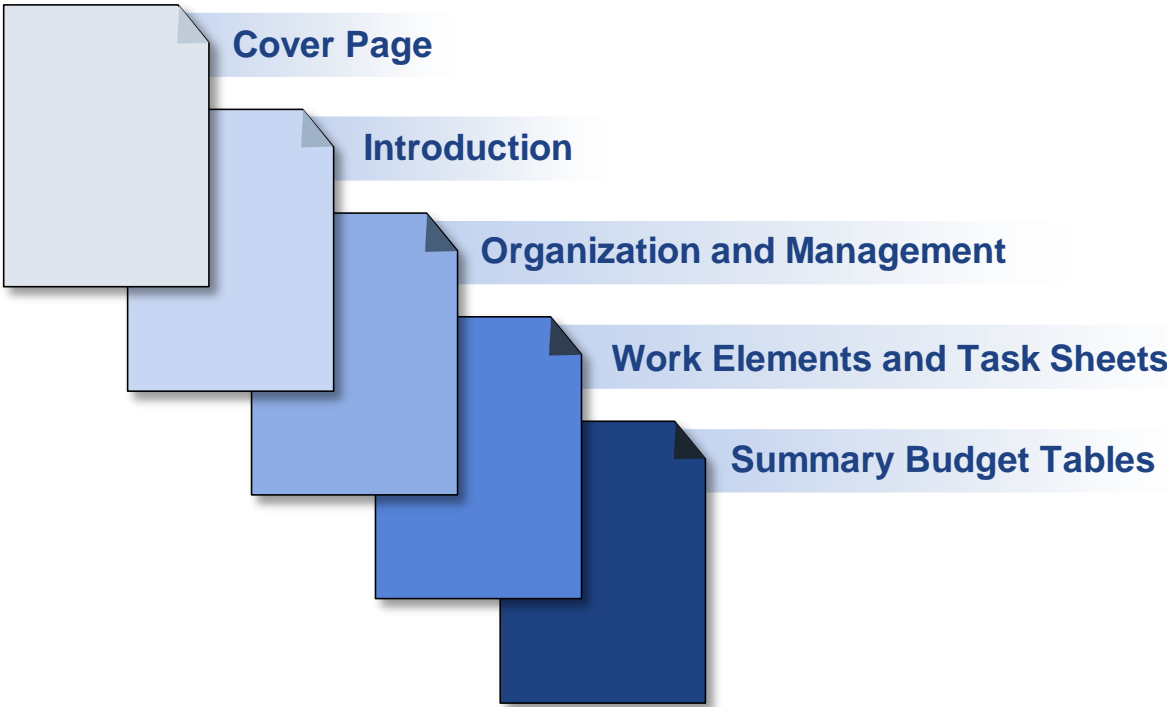 Cover Page
Introduction
Organization and Management
Work Elements and Task Sheets
Summary Budget Tables